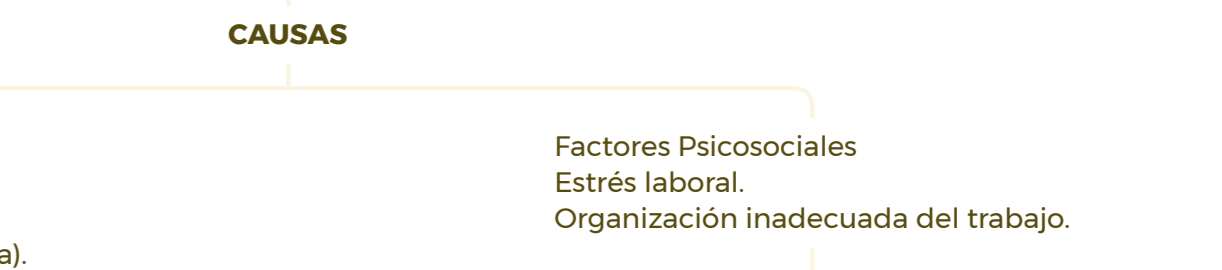 CAUSAS
Factores Psicosociales
Estrés laboral.
Organización inadecuada del trabajo.
a).